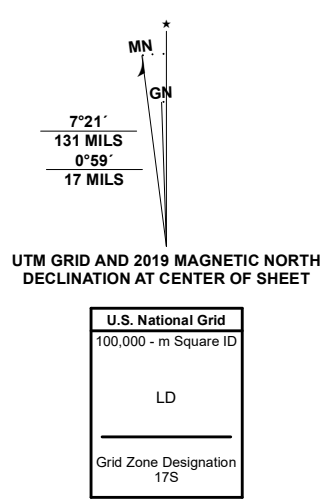 MN
GN
7°21´
131 MILS
0°59´
17 MILS
UTM GRID AND 2019 MAGNETIC NORTH
DECLINATION AT CENTER OF SHEET
U.S. National Grid
100,000 - m Square ID
LD
Grid Zone Designation
17S